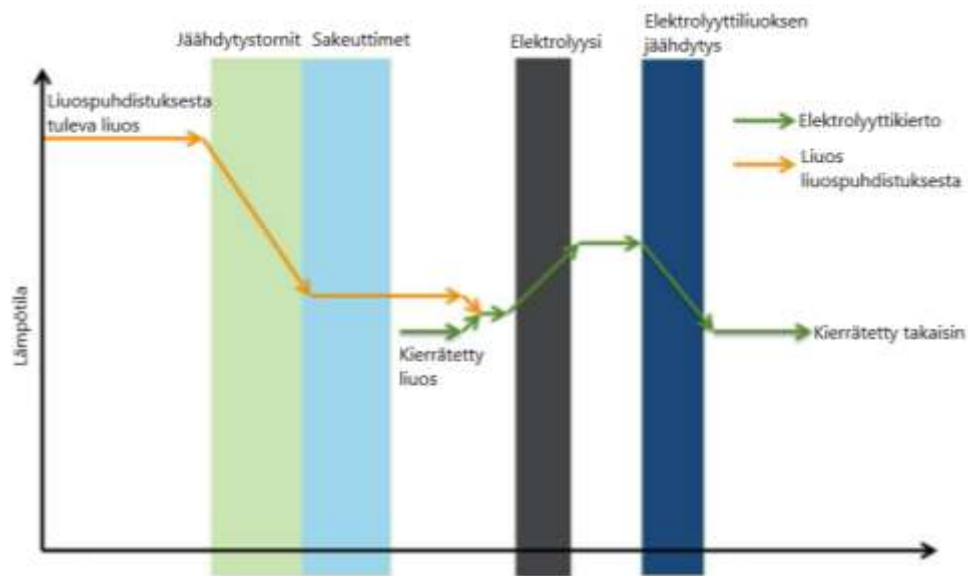 Jäähdytystornit
Sakeuttimet
Elektrolyysi
Elektrolyyttiliuoksen
jäähdytys
Liuospuhdistuksesta
tuleva liuos
Elektrolyyttikierto
Liuos
liuospuhdistuksesta
Lämpötila
Kierrätetty
liuos
Kierrätetty takaisin